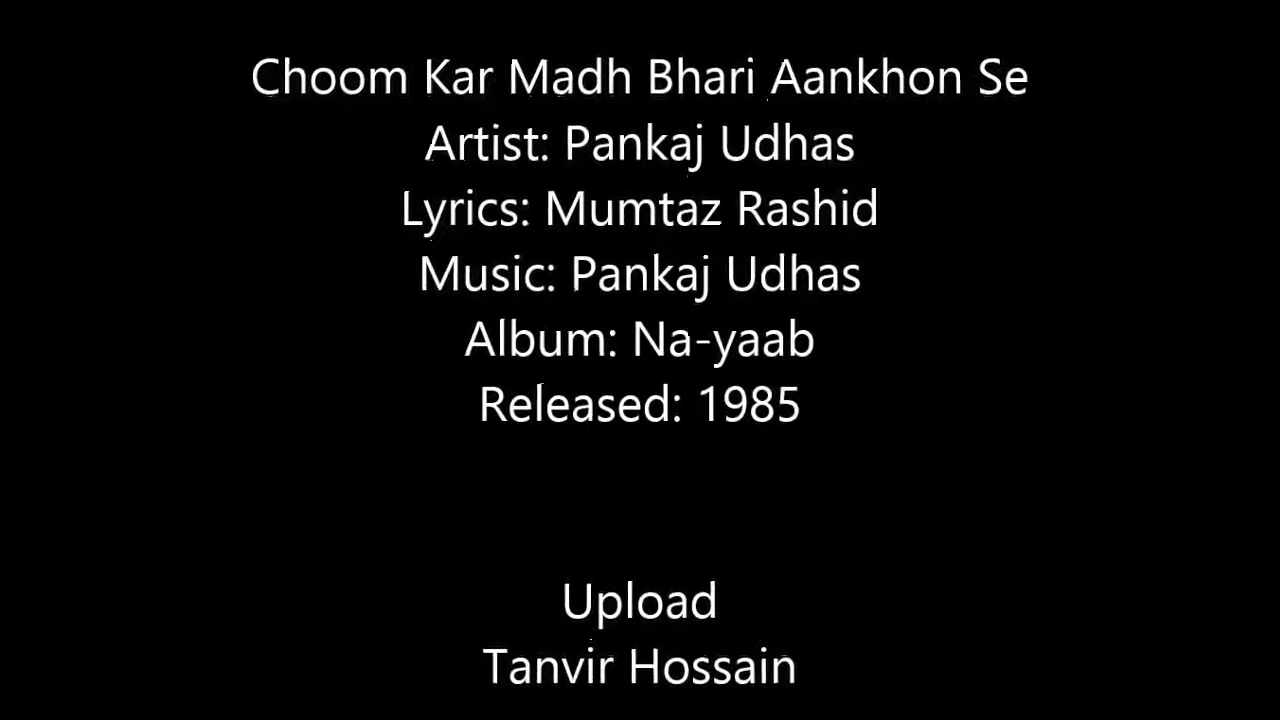 Choom Kar Madh Bhari Aankhon Se
Artist: Pankaj Udhas
Lyrics: Mumtaz Rashid
Music: Pankaj Udhas
Album: Na-yaab
Released: 1985
Upload
Tanvir Hossain